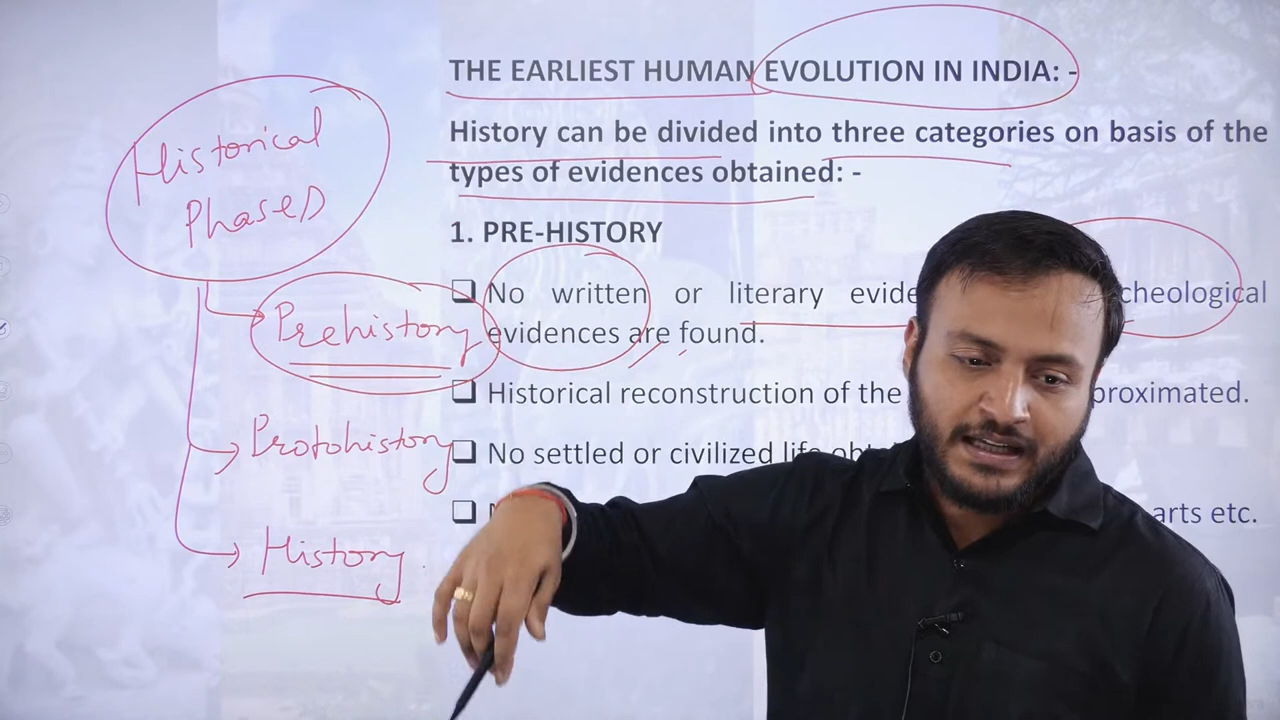 THE EARLIEST HUMAN EVOLUTION IN INDIA: -
History can be divided into three categories on basis of the
types of evidences obtained: -
1. PRE-HISTORY
No written or literary cheological
evidences are found.
Historical reconstruction of the proximated.
No settled or civilized life
arts etc.
Historical
Phases
Prehistory
Protohistory
History